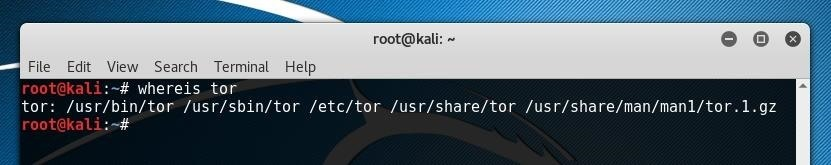 root@kali: ~
File Edit View Search Terminal Help
root@kali:~# whereis tor
tor: /usr/bin/tor /usr/sbin/tor /etc/tor /usr/share/tor /usr/share/man/man1/tor.1.gz
root@kali:~#